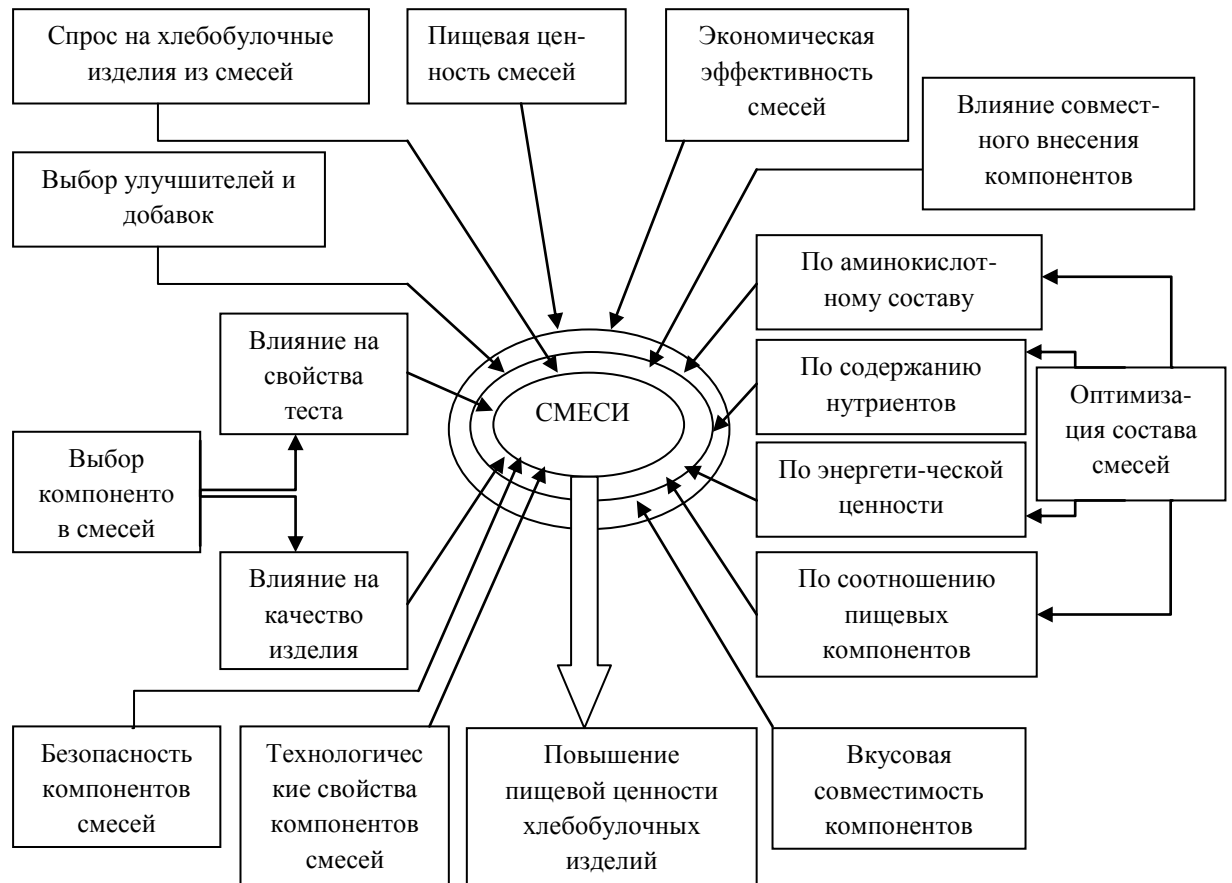 Спрос на хлебобулочные
изделия из смесей
Пищевая цен-
ность смесей
Экономическая
эффективность
смесей
Влияние совмест-
ного внесения
компонентов
Выбор улучшителей и
добавок
По аминокислот-
ному составу
Влияние на
свойства
теста
По содержанию
нутриентов
СМЕСИ
Оптимиза-
ция состава
смесей
Выбор
компоненто
в смесей
По энергети-ческой
ценности
Влияние на
качество
изделия
По соотношению
пищевых
компонентов
Безопасность
компонентов
смесей
Технологичес
кие свойства
компонентов
смесей
Повышение
пищевой ценности
хлебобулочных
изделий
Вкусовая
совместимость
компонентов